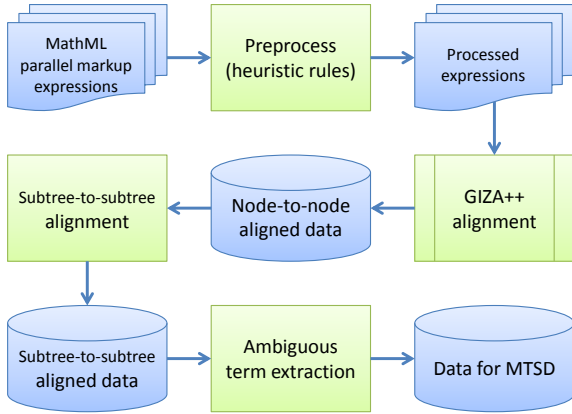 MathML
parallel markup
expressions
Preprocess
(heuristic rules)
Processed
expressions
GIZA++
alignment
Node-to-node
aligned data
Subtree-to-subtree
alignment
Subtree-to-subtree
aligned data
Ambiguous
term extraction
Data for MTSD